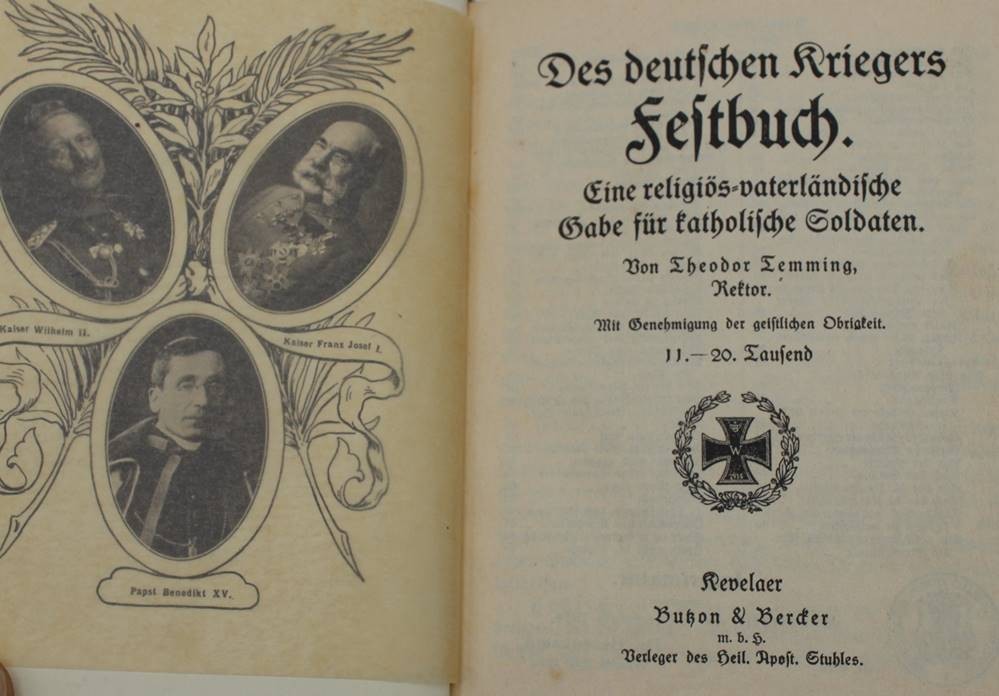 Kaiser Wilhelm II.
Kaiser Franz Josef I.
Papst Benedikt XV.
Des deutschen Kriegers
Festbuch.
Eine religiös-vaterländische
Gabe für katholische Soldaten.
Von Theodor Temming,
Rektor.
Mit Genehmigung der geistlichen Obrigkeit.
11.—20. Tausend
W
Kevelaer
Butzon & Bercker
m. b. H.
Verleger des Heil. Apost. Stuhles.